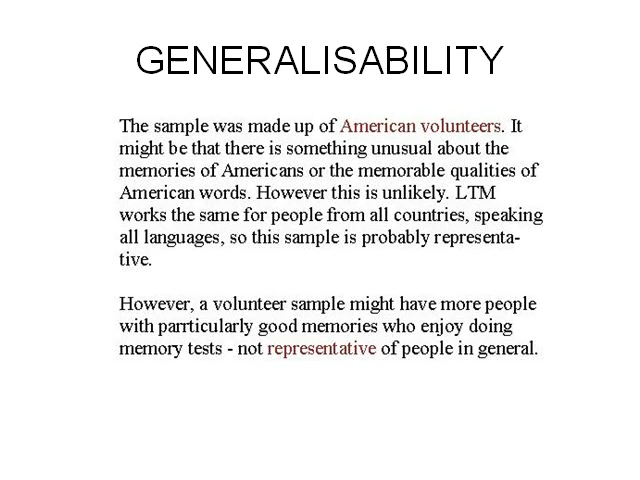 GENERALISABILITY
The sample was made up of American volunteers. It
might be that there is something unusual about the
memories of Americans or the memorable qualities of
American words. However this is unlikely. LTM
works the same for people from all countries, speaking
all languages, so this sample is probably representa-
tive.
However, a volunteer sample might have more people
with parrticularly good memories who enjoy doing
memory tests - not representative of people in general.